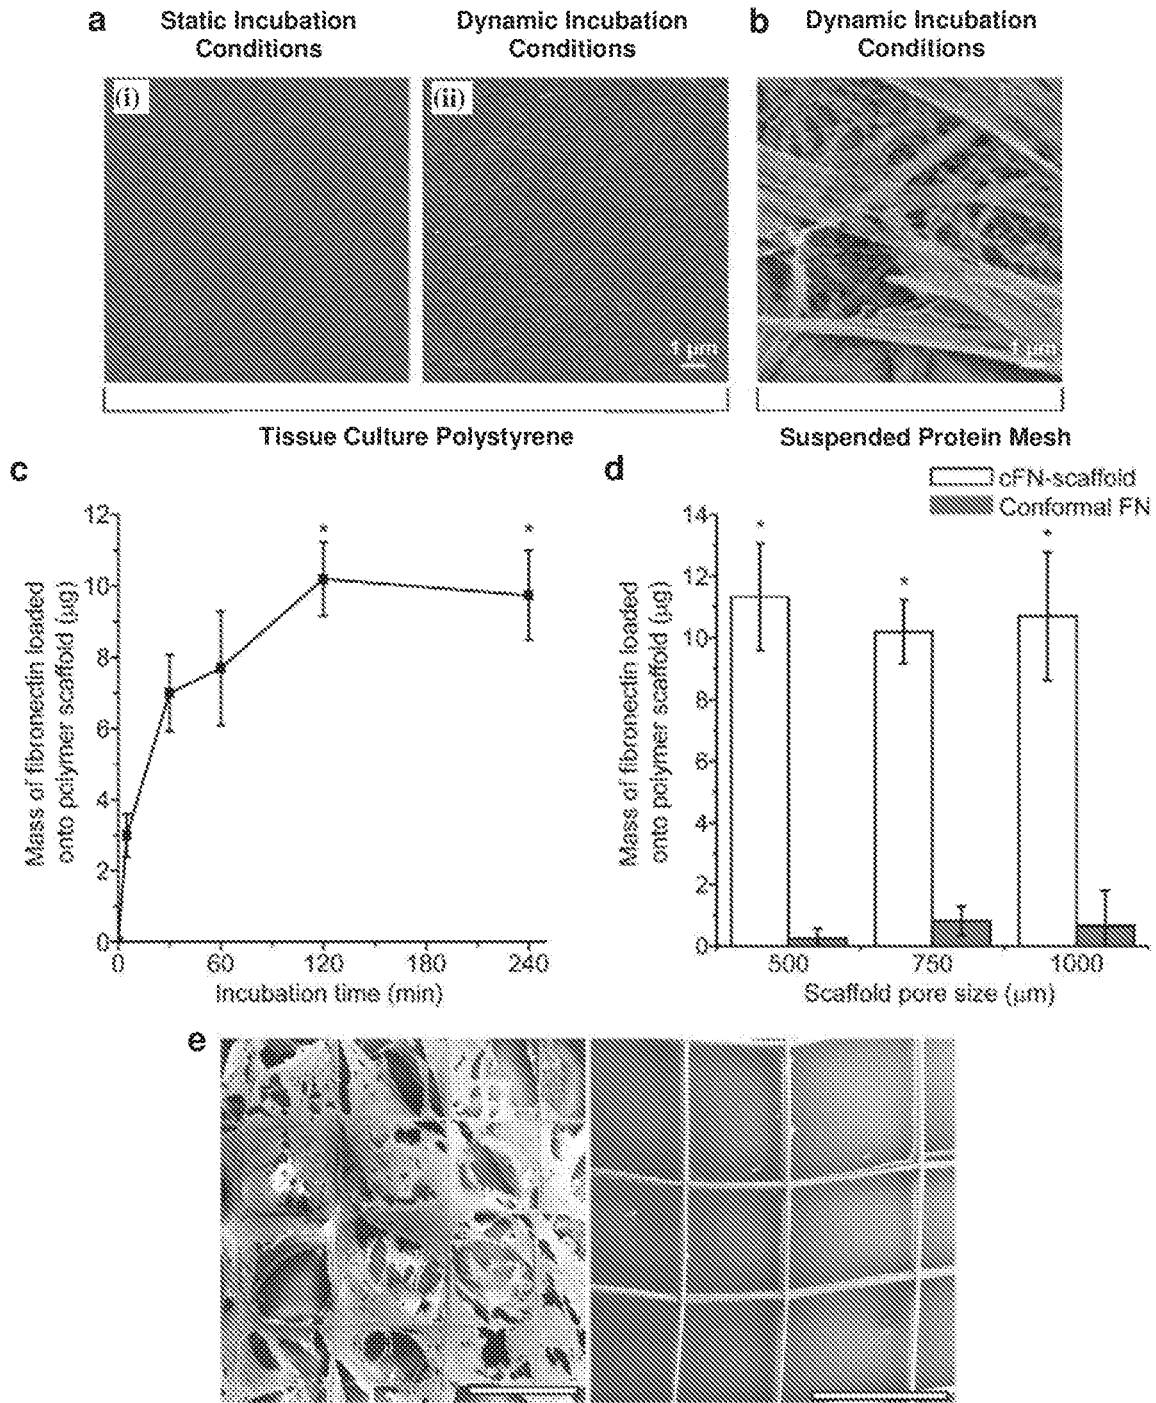 a
Static Incubation
Conditions
Dynamic Incubation
Conditions
b
Dynamic Incubation
Conditions
(i)
(ii)
1 μm
1 μm
Tissue Culture Polystyrene
Suspended Protein Mesh
c
12
10
8
6
4
2
0
0 60 120 180 240
* *
Mass of fibronectin loaded
onto polymer scaffold (μg)
Incubation time (min)
d
cFN-scaffold
Conformal FN
14
12
10
8
6
4
2
0
* * *
500 750 1000
Mass of fibronectin loaded
onto polymer scaffold (μg)
Scaffold pore size (μm)
e